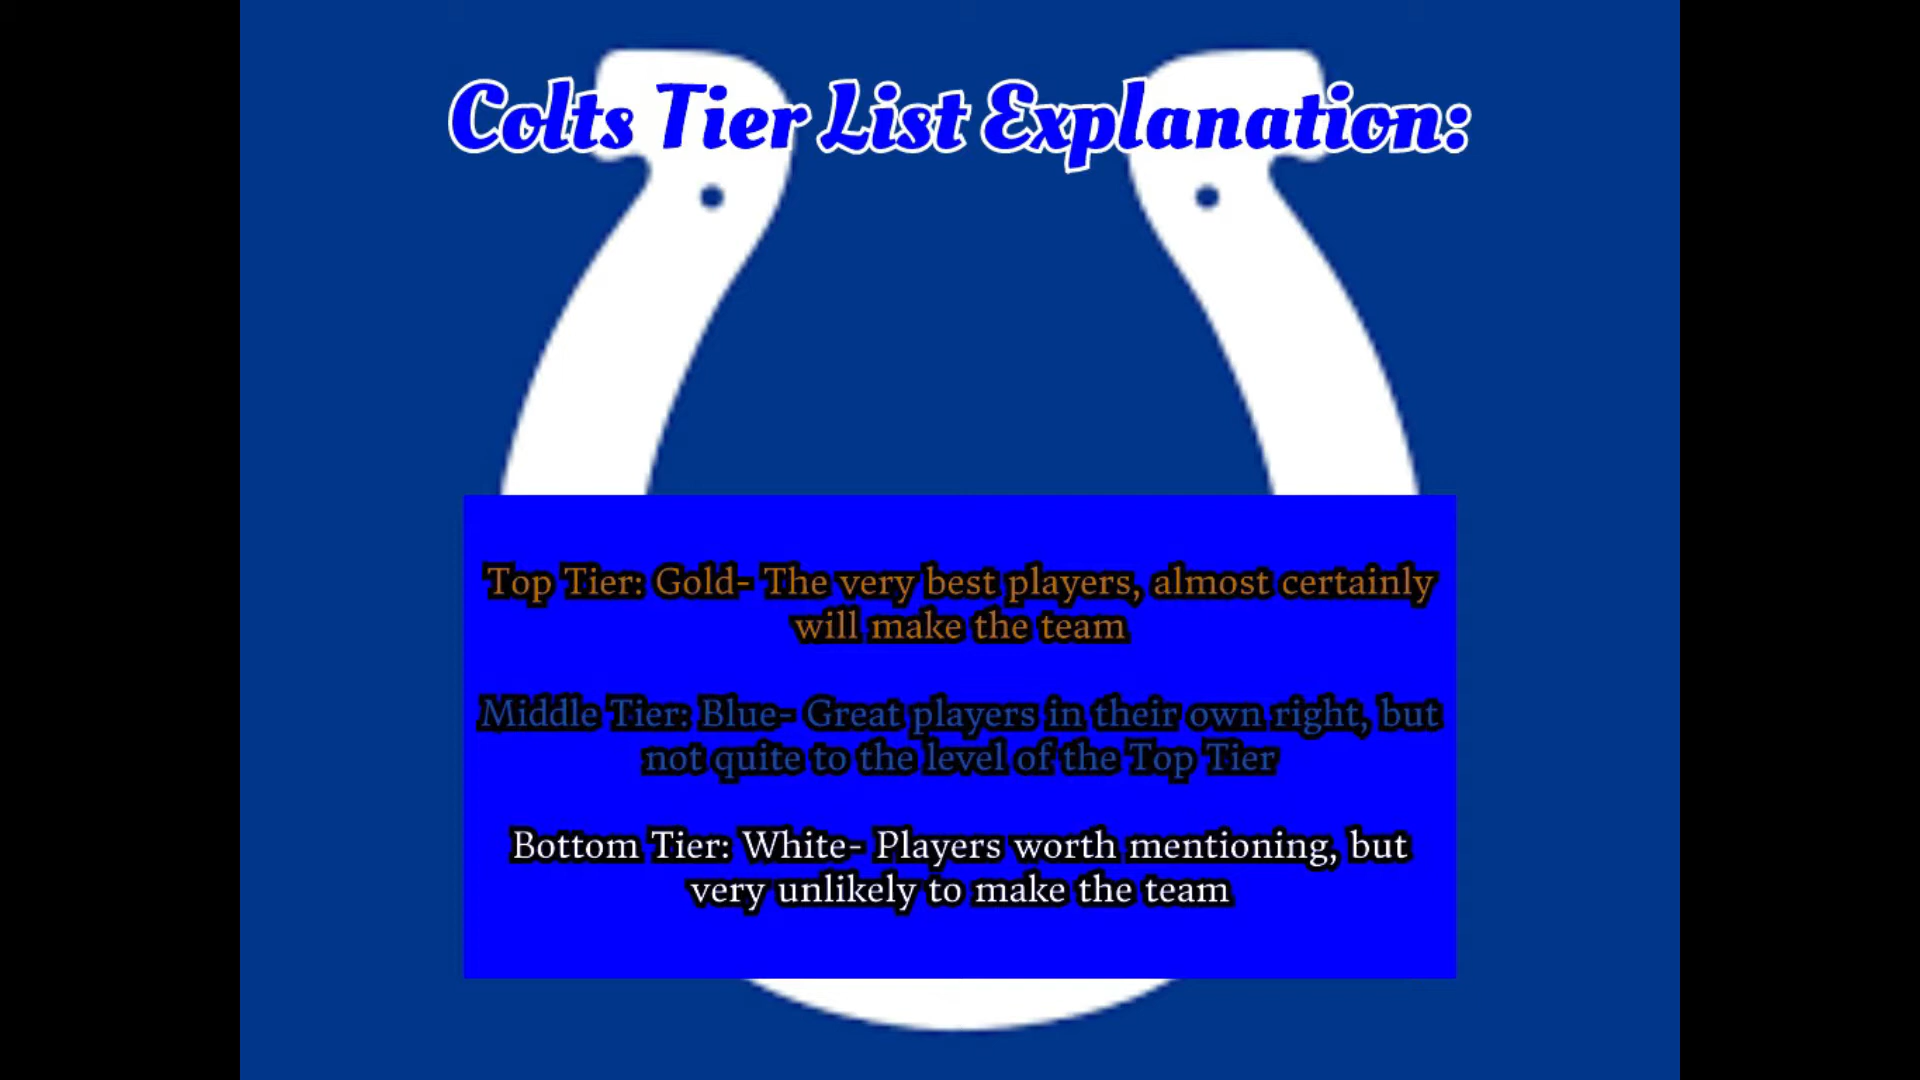 Colts Tier List Explanation:
Top Tier: Gold- The very best players, almost certainly
will make the team
Middle Tier: Blue- Great players in their own right, but
not quite to the level of the Top Tier
Bottom Tier: White- Players worth mentioning, but
very unlikely to make the team